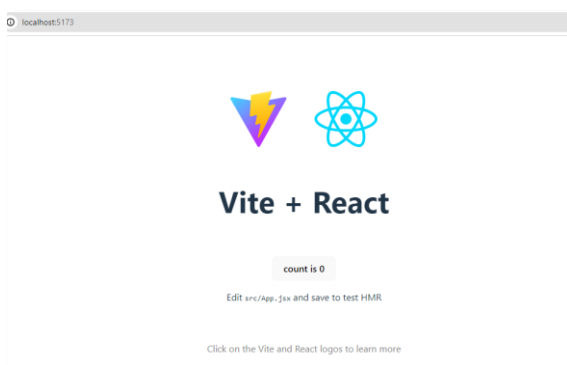 localhost:5173
Vite + React
count is 0
Edit src/App.jsx and save to test HMR
Click on the Vite and React logos to learn more